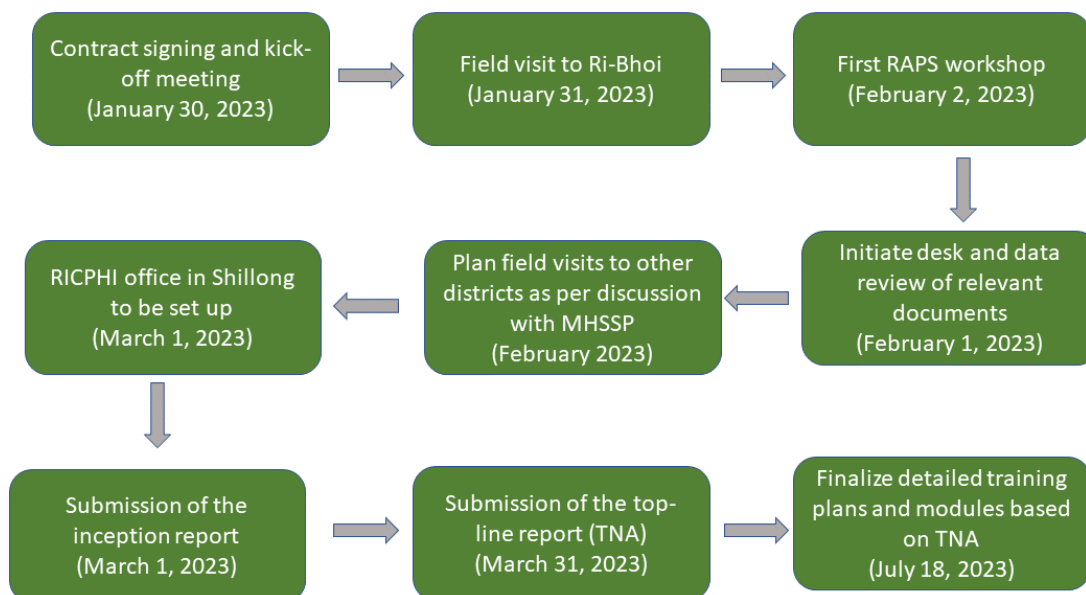 Contract signing and kick-
off meeting
(January 30, 2023)
Field visit to Ri-Bhoi
(January 31, 2023)
First RAPS workshop
(February 2, 2023)
Initiate desk and data
review of relevant
documents
(February 1, 2023)
Plan field visits to other
districts as per discussion
with MHSSP
(February 2023)
RICPHI office in Shillong
to be set up
(March 1, 2023)
Submission of the
inception report
(March 1, 2023)
Submission of the top-
line report (TNA)
(March 31, 2023)
Finalize detailed training
plans and modules based
on TNA
(July 18, 2023)